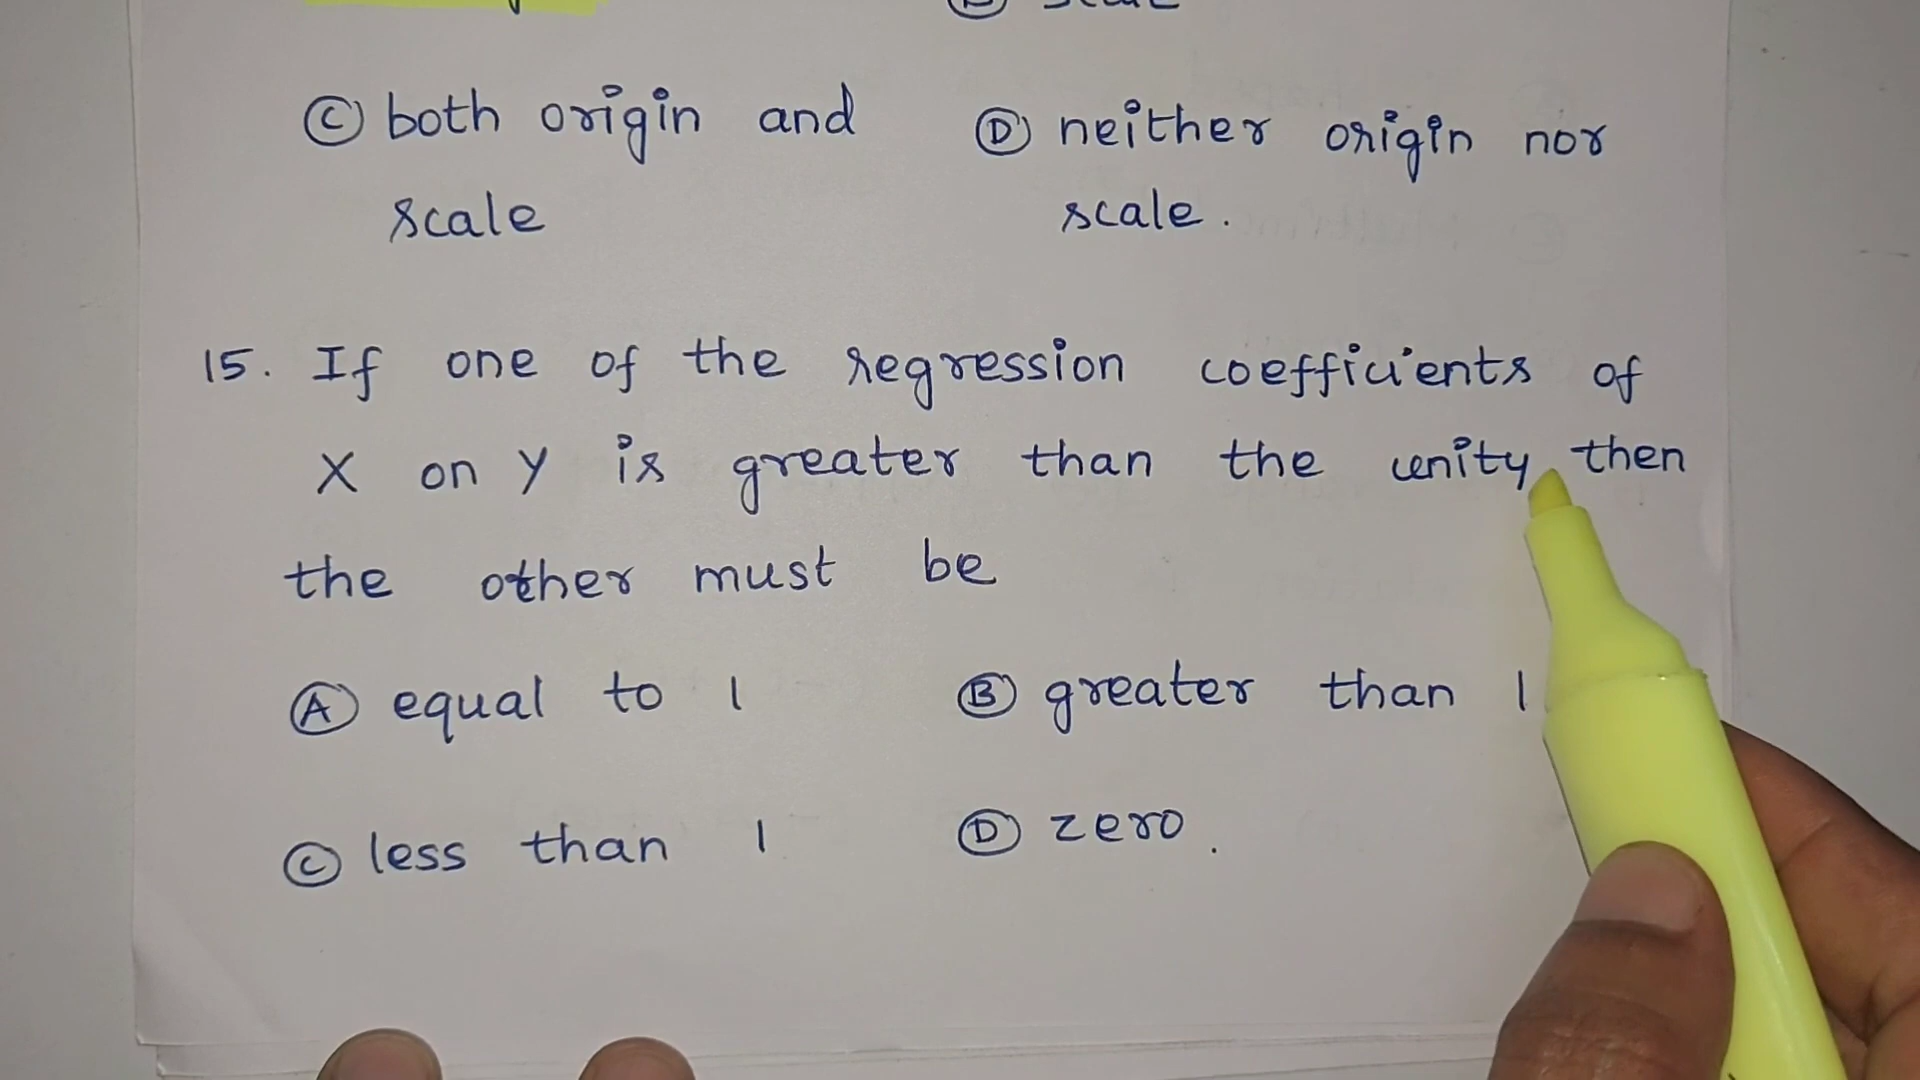 Ⓒ both origin and Ⓓ neither origin nor
scale scale.
15. If one of the regression coefficients of
X on Y is greater than the unity then
the other must be
Ⓐ equal to 1 Ⓑ greater than 1
Ⓒ less than 1 Ⓓ zero.